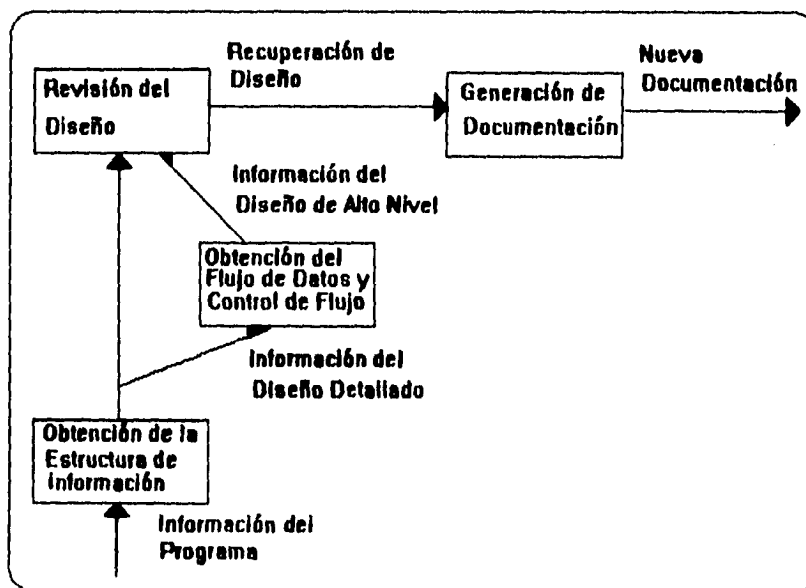 Revisión del
Diseño
Recuperación de
Diseño
Generación de
Documentación
Nueva
Documentación
Información del
Diseño de Alto Nivel
Obtención del
Flujo de Datos y
Control de Flujo
Información del
Diseño Detallado
Obtención de la
Estructura de
Información
Información del
Programa